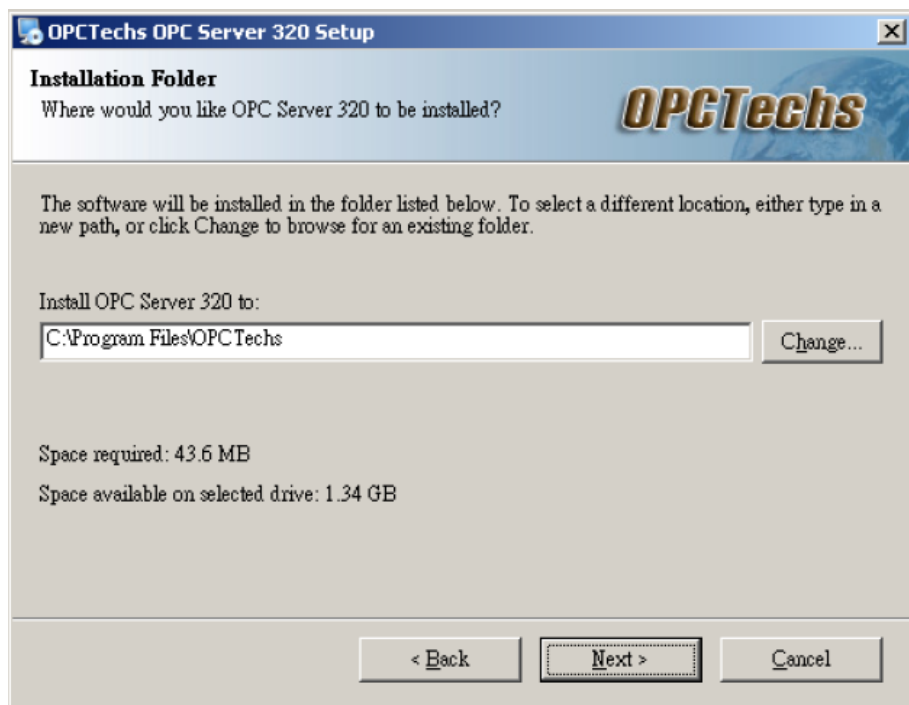 OPCTechs OPC Server 320 Setup
Installation Folder
Where would you like OPC Server 320 to be installed?
OPCTechs
The software will be installed in the folder listed below. To select a different location, either type in a
new path, or click Change to browse for an existing folder.
Install OPC Server 320 to:
C:\Program Files\OPCTechs
Change...
Space required: 43.6 MB
Space available on selected drive: 1.34 GB
< Back
Next >
Cancel